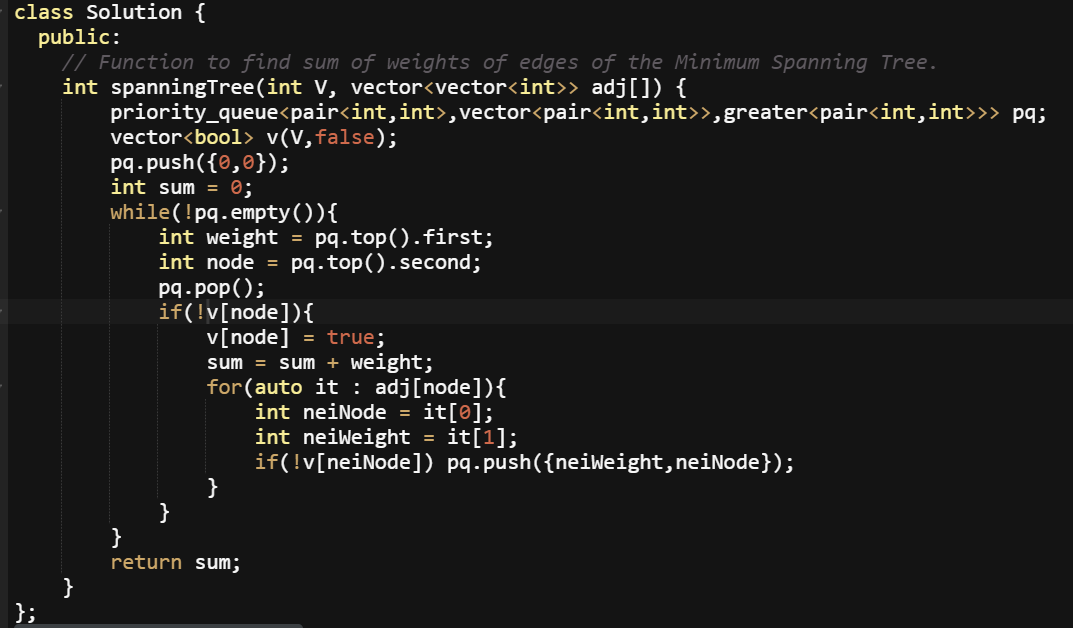 class Solution {
  public:
    // Function to find sum of weights of edges of the Minimum Spanning Tree.
    int spanningTree(int V, vector<vector<int>> adj[]) {
        priority_queue<pair<int,int>,vector<pair<int,int>>,greater<pair<int,int>>> pq;
        vector<bool> v(V,false);
        pq.push({0,0});
        int sum = 0;
        while(!pq.empty()){
            int weight = pq.top().first;
            int node = pq.top().second;
            pq.pop();
            if(!v[node]){
                v[node] = true;
                sum = sum + weight;
                for(auto it : adj[node]){
                    int neiNode = it[0];
                    int neiWeight = it[1];
                    if(!v[neiNode]) pq.push({neiWeight,neiNode});
                }
            }
        }
        return sum;
    }
};